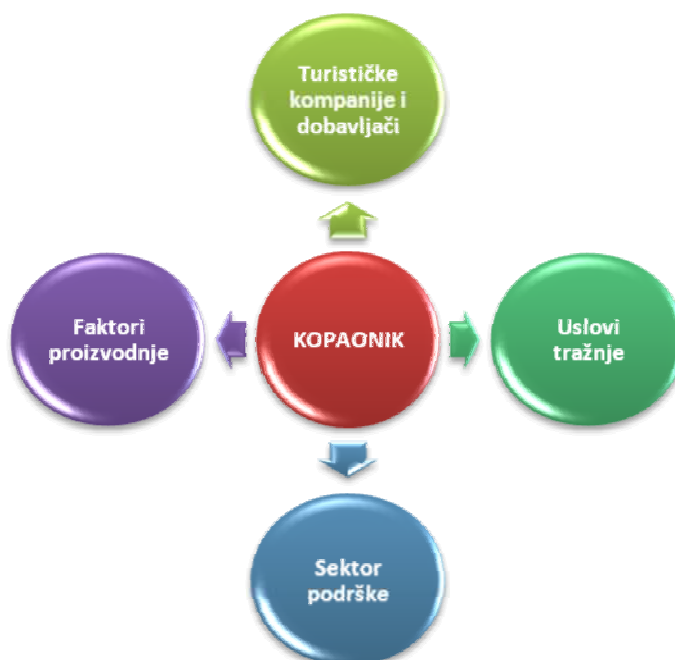 Turističke
kompanije i
dobavljači
Faktori
proizvodnje
KOPAONIK
Uslovi
tražnje
Sektor
podrške